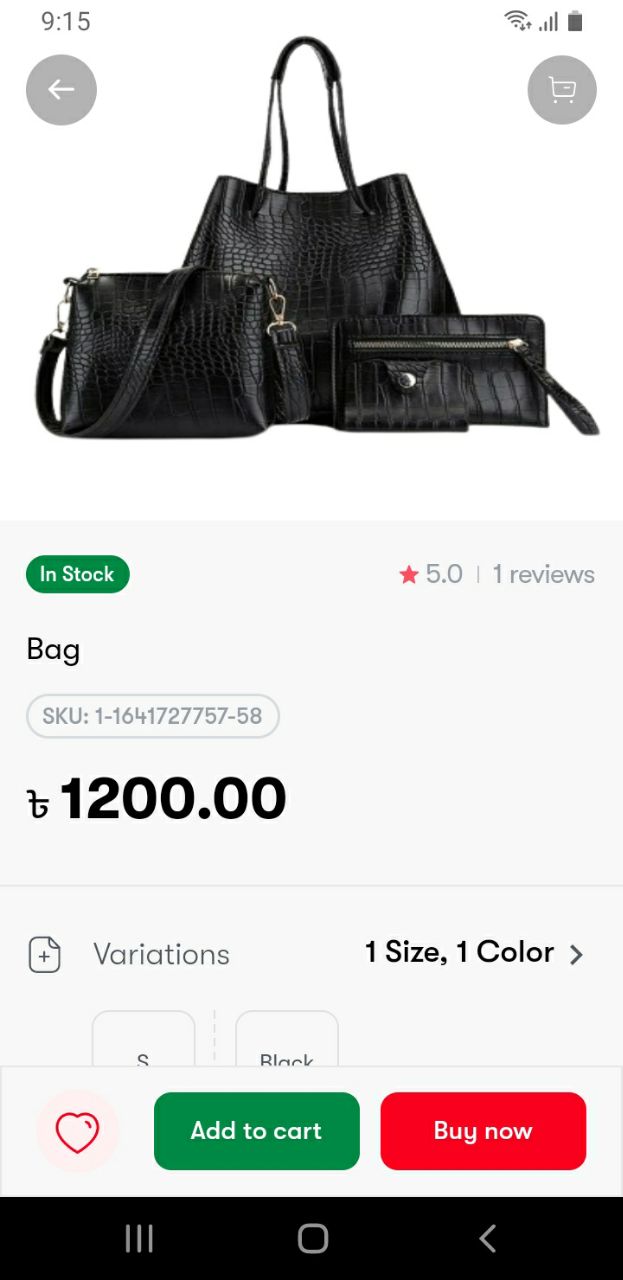 9:15
In Stock
5.0 | 1 reviews
Bag
SKU: 1-1641727757-58
৳ 1200.00
Variations 1 Size, 1 Color
S Black
Add to cart Buy now